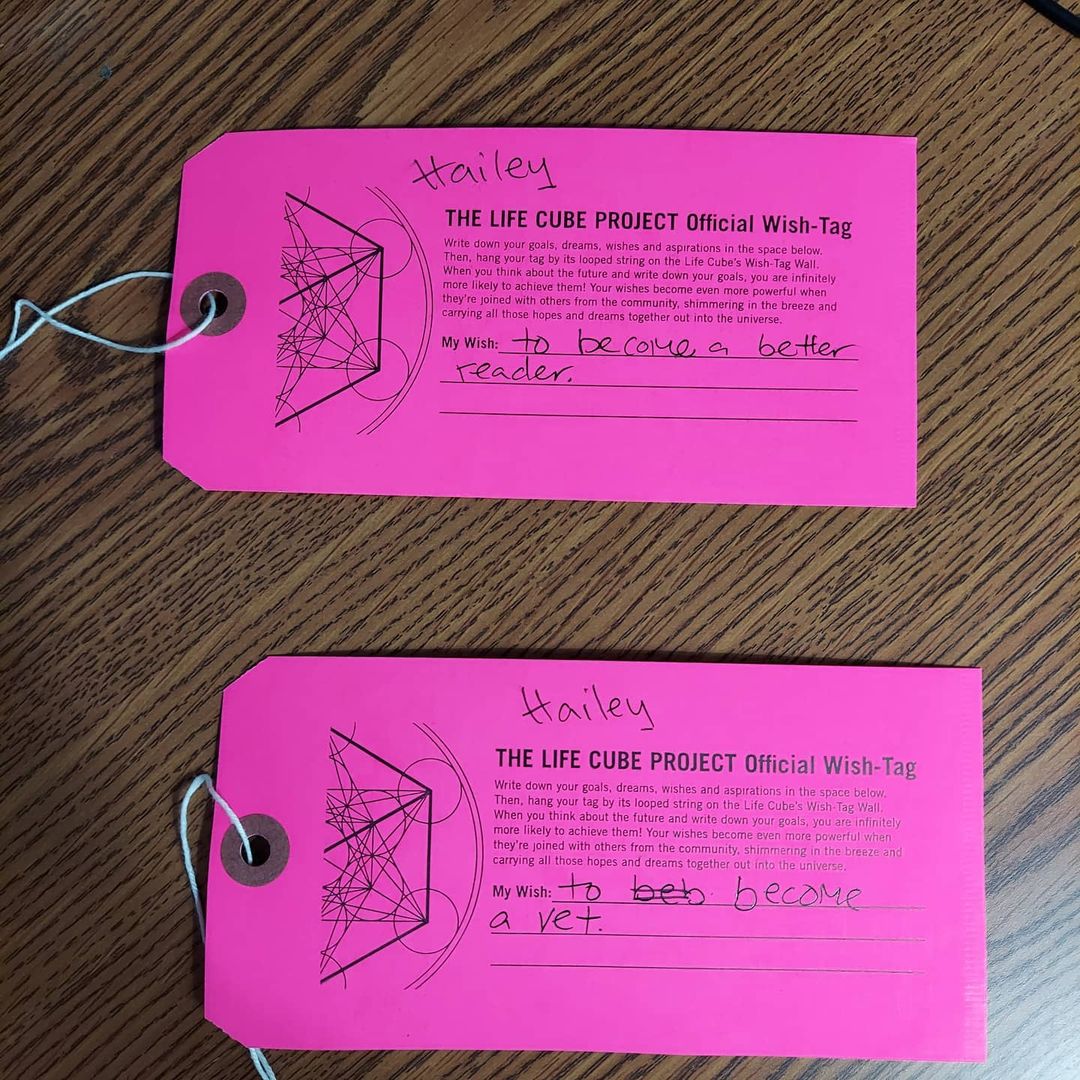 Hailey
THE LIFE CUBE PROJECT Official Wish-Tag
Write down your goals, dreams, wishes and aspirations in the space below.
Then, hang your tag by its looped string on the Life Cube's Wish-Tag Wall.
When you think about the future and write down your goals, you are infinitely
more likely to achieve them! Your wishes become even more powerful when
they're joined with others from the community, shimmering in the breeze and
carrying all those hopes and dreams together out into the universe.
My Wish: to become a better
reader.
Hailey
THE LIFE CUBE PROJECT Official Wish-Tag
Write down your goals, dreams, wishes and aspirations in the space below.
Then, hang your tag by its looped string on the Life Cube's Wish-Tag Wall.
When you think about the future and write down your goals, you are infinitely
more likely to achieve them! Your wishes become even more powerful when
they're joined with others from the community, shimmering in the breeze and
carrying all those hopes and dreams together out into the universe.
My Wish: to become
a vet.